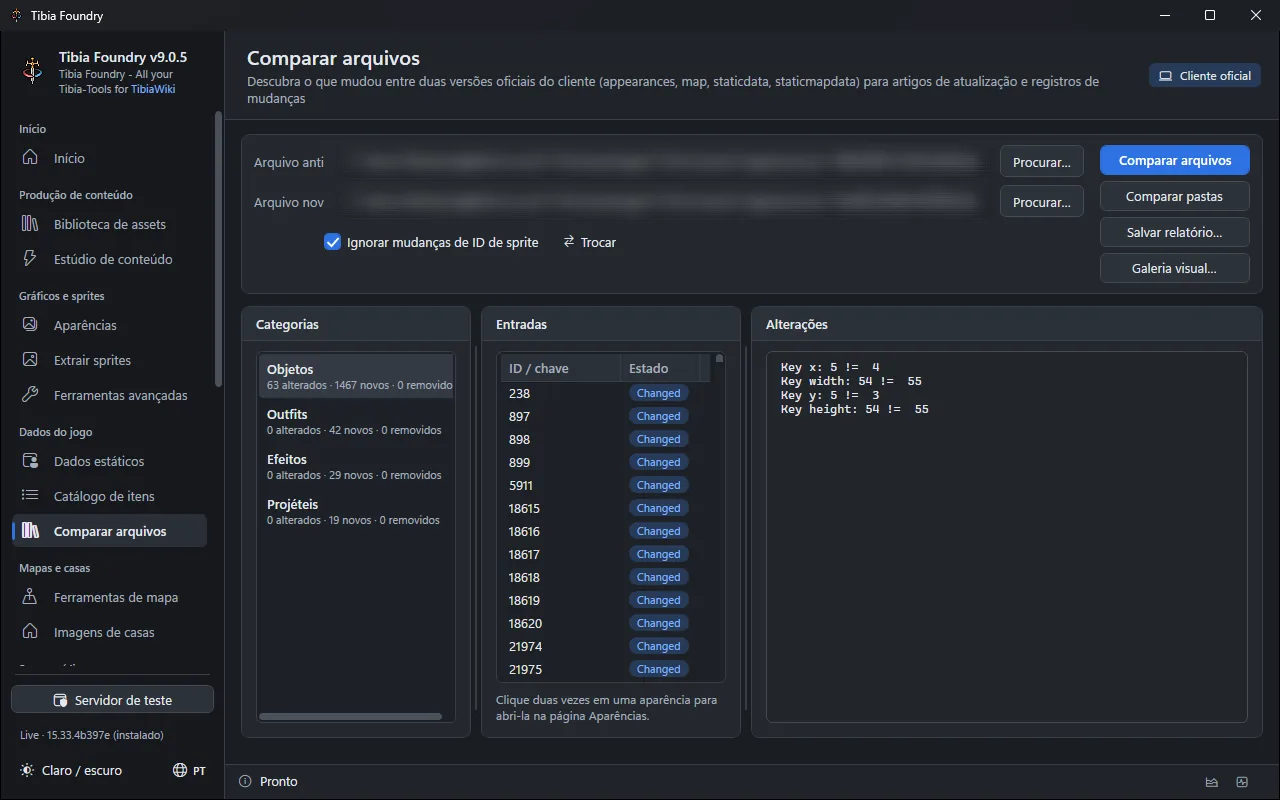 Tibia Foundry
Tibia Foundry v9.0.5
Tibia Foundry - All your
Tibia-Tools for TibiaWiki
Início
Início
Produção de conteúdo
Biblioteca de assets
Estúdio de conteúdo
Gráficos e sprites
Aparências
Extrair sprites
Ferramentas avançadas
Dados do jogo
Dados estáticos
Catálogo de itens
Comparar arquivos
Mapas e casas
Ferramentas de mapa
Imagens de casas
Servidor de teste
Live · 15.33.4b397e (instalado)
Claro / escuro
PT
Comparar arquivos
Descubra o que mudou entre duas versões oficiais do cliente (appearances, map, staticdata, staticmapdata) para artigos de atualização e registros de
mudanças
Cliente oficial
Arquivo anti
Procurar...
Arquivo nov
Procurar...
Ignorar mudanças de ID de sprite
Trocar
Comparar arquivos
Comparar pastas
Salvar relatório...
Galeria visual...
Categorias
Objetos
63 alterados · 1467 novos · 0 removido
Outfits
0 alterados · 42 novos · 0 removidos
Efeitos
0 alterados · 29 novos · 0 removidos
Projéteis
0 alterados · 19 novos · 0 removidos
Entradas
ID / chave Estado
238 Changed
897 Changed
898 Changed
899 Changed
5911 Changed
18615 Changed
18616 Changed
18617 Changed
18618 Changed
18619 Changed
18620 Changed
21974 Changed
21975 Changed
Clique duas vezes em uma aparência para
abri-la na página Aparências.
Alterações
Key x: 5 != 4
Key width: 54 != 55
Key y: 5 != 3
Key height: 54 != 55
Pronto